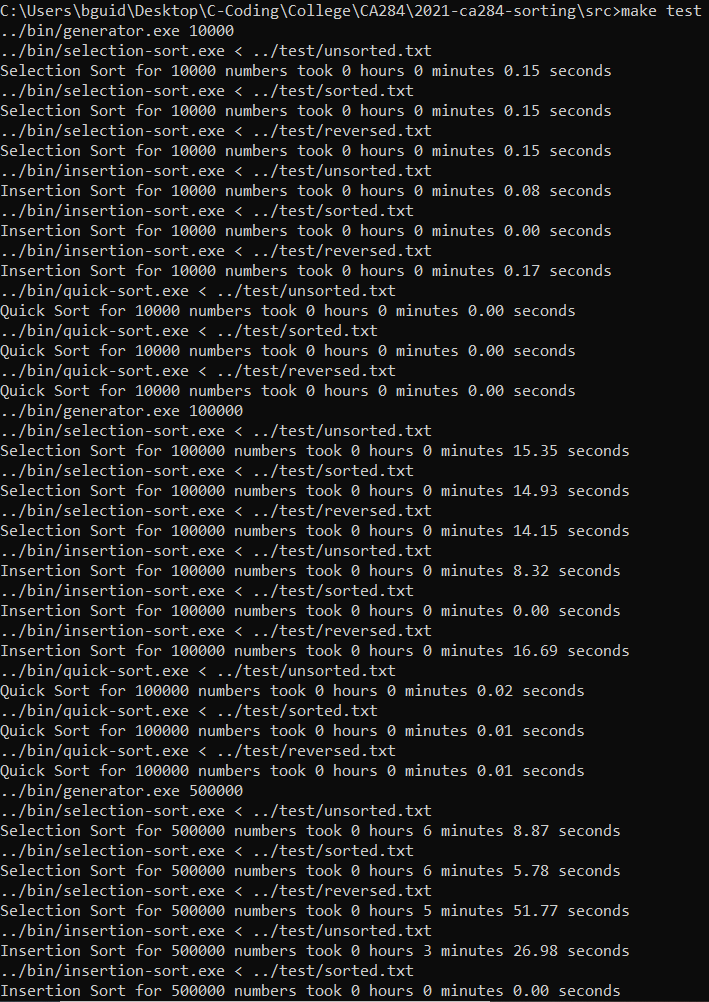 C:\Users\bguid\Desktop\C-Coding\College\CA284\2021-ca284-sorting\src>make test
../bin/generator.exe 10000
../bin/selection-sort.exe < ../test/unsorted.txt
Selection Sort for 10000 numbers took 0 hours 0 minutes 0.15 seconds
../bin/selection-sort.exe < ../test/sorted.txt
Selection Sort for 10000 numbers took 0 hours 0 minutes 0.15 seconds
../bin/selection-sort.exe < ../test/reversed.txt
Selection Sort for 10000 numbers took 0 hours 0 minutes 0.15 seconds
../bin/insertion-sort.exe < ../test/unsorted.txt
Insertion Sort for 10000 numbers took 0 hours 0 minutes 0.08 seconds
../bin/insertion-sort.exe < ../test/sorted.txt
Insertion Sort for 10000 numbers took 0 hours 0 minutes 0.00 seconds
../bin/insertion-sort.exe < ../test/reversed.txt
Insertion Sort for 10000 numbers took 0 hours 0 minutes 0.17 seconds
../bin/quick-sort.exe < ../test/unsorted.txt
Quick Sort for 10000 numbers took 0 hours 0 minutes 0.00 seconds
../bin/quick-sort.exe < ../test/sorted.txt
Quick Sort for 10000 numbers took 0 hours 0 minutes 0.00 seconds
../bin/quick-sort.exe < ../test/reversed.txt
Quick Sort for 10000 numbers took 0 hours 0 minutes 0.00 seconds
../bin/generator.exe 100000
../bin/selection-sort.exe < ../test/unsorted.txt
Selection Sort for 100000 numbers took 0 hours 0 minutes 15.35 seconds
../bin/selection-sort.exe < ../test/sorted.txt
Selection Sort for 100000 numbers took 0 hours 0 minutes 14.93 seconds
../bin/selection-sort.exe < ../test/reversed.txt
Selection Sort for 100000 numbers took 0 hours 0 minutes 14.15 seconds
../bin/insertion-sort.exe < ../test/unsorted.txt
Insertion Sort for 100000 numbers took 0 hours 0 minutes 8.32 seconds
../bin/insertion-sort.exe < ../test/sorted.txt
Insertion Sort for 100000 numbers took 0 hours 0 minutes 0.00 seconds
../bin/insertion-sort.exe < ../test/reversed.txt
Insertion Sort for 100000 numbers took 0 hours 0 minutes 16.69 seconds
../bin/quick-sort.exe < ../test/unsorted.txt
Quick Sort for 100000 numbers took 0 hours 0 minutes 0.02 seconds
../bin/quick-sort.exe < ../test/sorted.txt
Quick Sort for 100000 numbers took 0 hours 0 minutes 0.01 seconds
../bin/quick-sort.exe < ../test/reversed.txt
Quick Sort for 100000 numbers took 0 hours 0 minutes 0.01 seconds
../bin/generator.exe 500000
../bin/selection-sort.exe < ../test/unsorted.txt
Selection Sort for 500000 numbers took 0 hours 6 minutes 8.87 seconds
../bin/selection-sort.exe < ../test/sorted.txt
Selection Sort for 500000 numbers took 0 hours 6 minutes 5.78 seconds
../bin/selection-sort.exe < ../test/reversed.txt
Selection Sort for 500000 numbers took 0 hours 5 minutes 51.77 seconds
../bin/insertion-sort.exe < ../test/unsorted.txt
Insertion Sort for 500000 numbers took 0 hours 3 minutes 26.98 seconds
../bin/insertion-sort.exe < ../test/sorted.txt
Insertion Sort for 500000 numbers took 0 hours 0 minutes 0.00 seconds